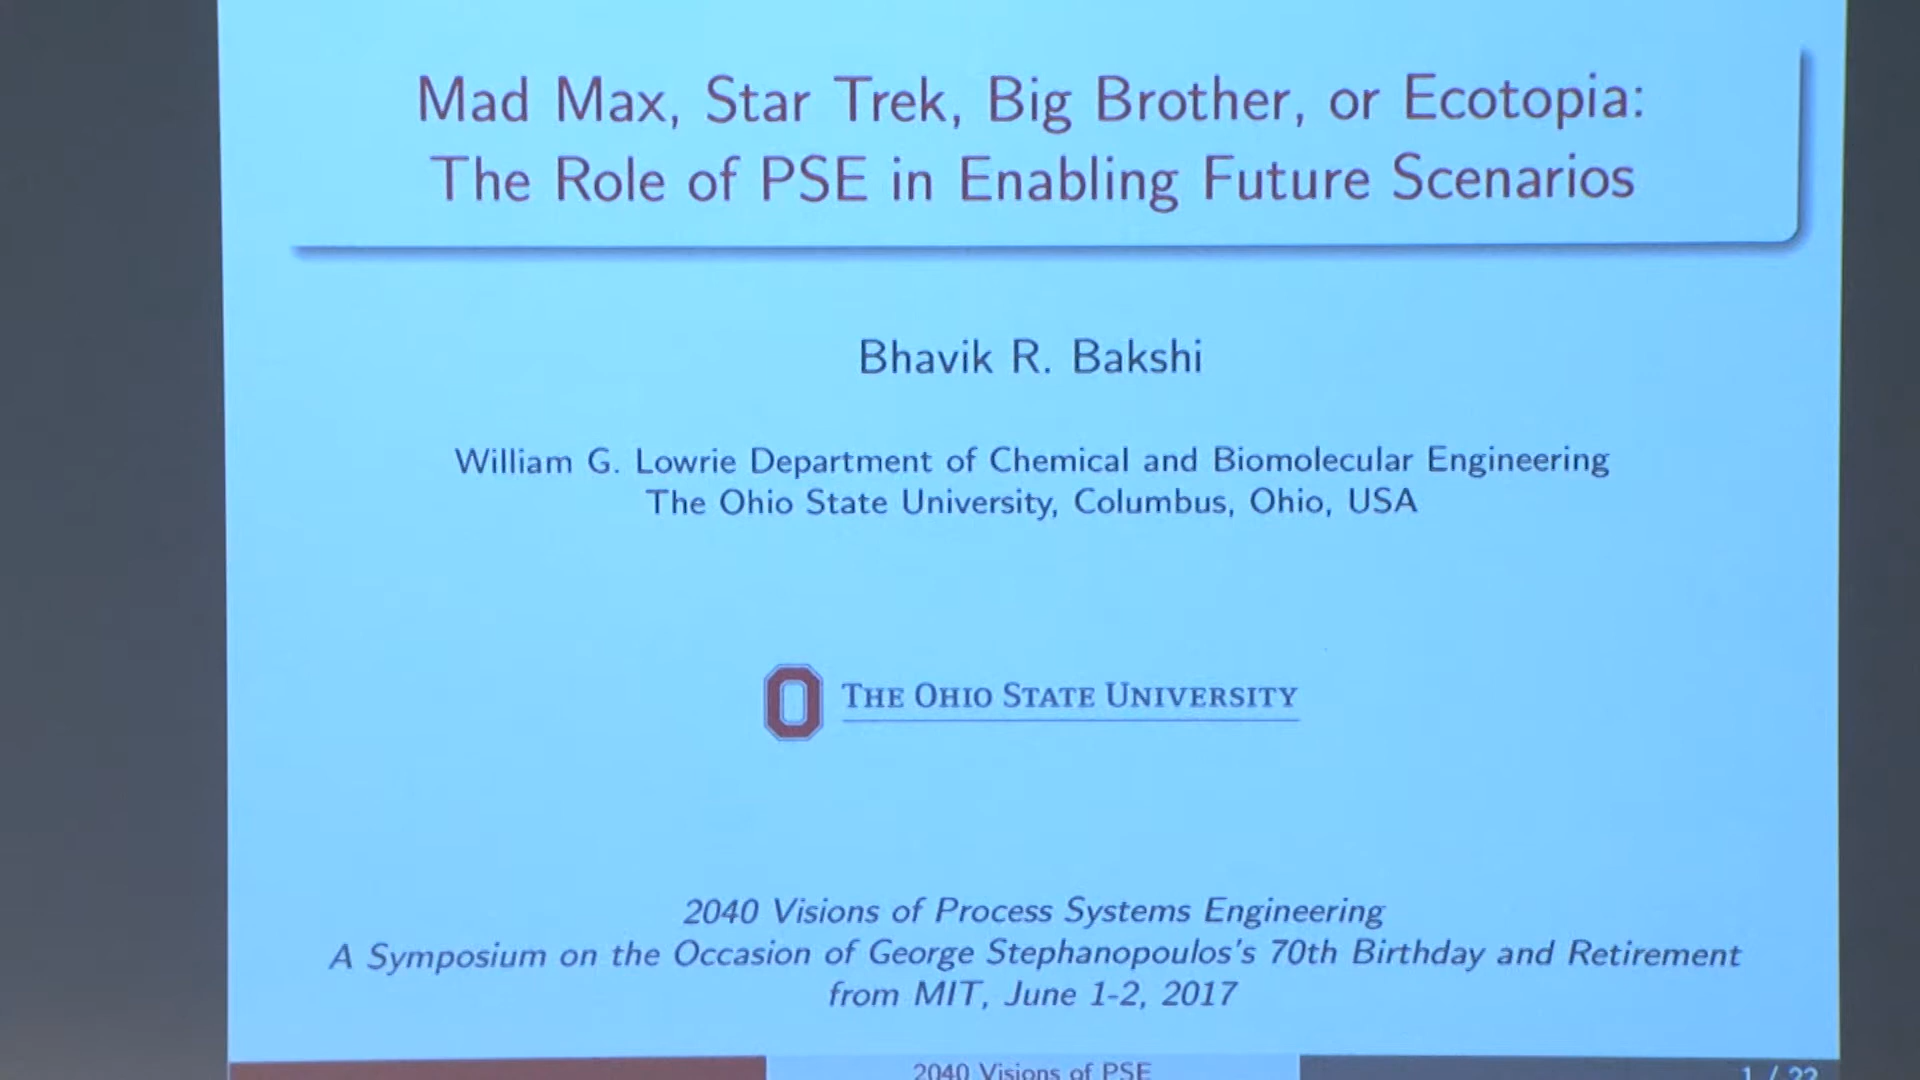 Mad Max, Star Trek, Big Brother, or Ecotopia:
The Role of PSE in Enabling Future Scenarios
Bhavik R. Bakshi
William G. Lowrie Department of Chemical and Biomolecular Engineering
The Ohio State University, Columbus, Ohio, USA
THE OHIO STATE UNIVERSITY
2040 Visions of Process Systems Engineering
A Symposium on the Occasion of George Stephanopoulos's 70th Birthday and Retirement
from MIT, June 1-2, 2017
2040 Visions of PSE
1 /